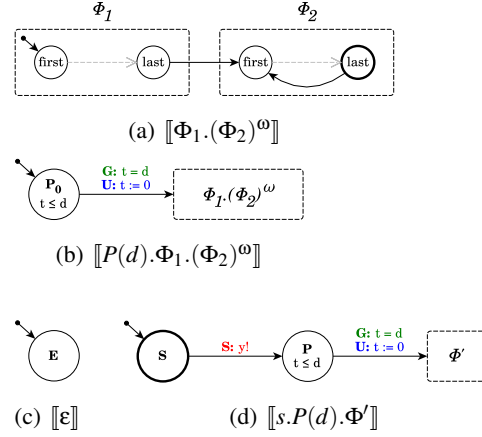 Φ₁ Φ₂
first last first last
(a) ⟦Φ₁.(Φ₂)^ω⟧
G: t = d
U: t := 0
P₀
t ≤ d
Φ₁.(Φ₂)^ω
(b) ⟦P(d).Φ₁.(Φ₂)^ω⟧
G: t = d
U: t := 0
E S S: y! P
t ≤ d
Φ'
(c) ⟦ε⟧ (d) ⟦s.P(d).Φ'⟧